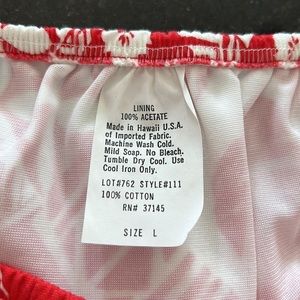 LINING
100% ACETATE
Made in Hawaii U.S.A.
of Imported Fabric.
Machine Wash Cold.
Mild Soap. No Bleach.
Tumble Dry Cool. Use
Cool Iron Only.
LOT#762 STYLE#111
100% COTTON
RN# 37145
SIZE L